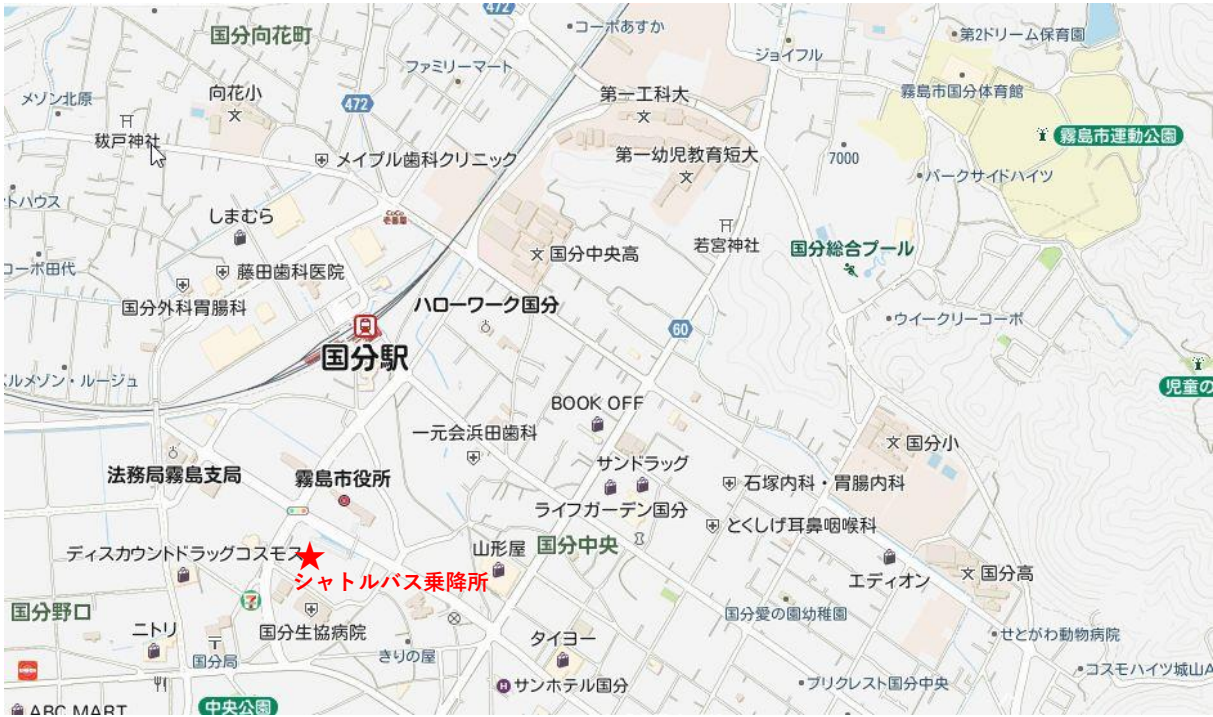 472
国分向花町
コーポあすか
第2ドリーム保育園
ジョイフル
ファミリーマート
メゾン北原
向花小
472
第一工科大
霧島市国分体育館
秡戸神社
霧島市運動公園
メイプル歯科クリニック
第一幼児教育短大
7000
パークサイドハイツ
トハウス
しまむら
CoCo
壱番屋
若宮神社
国分中央高
国分総合プール
コーポ田代
藤田歯科医院
国分外科胃腸科
ハローワーク国分
ウイークリーコーポ
60
国分駅
ベルメゾン・ルージュ
児童の
BOOK OFF
一元会浜田歯科
国分小
サンドラッグ
法務局霧島支局
霧島市役所
石塚内科・胃腸内科
ライフガーデン国分
とくしげ耳鼻咽喉科
ディスカウントドラッグコスモス
山形屋
国分中央
エディオン
国分高
シャトルバス乗降所
国分野口
国分愛の園幼稚園
ニトリ
国分生協病院
タイヨー
せとがわ動物病院
国分局
きりの屋
コスモハイツ城山A
サンホテル国分
プリクレスト国分中央
ABC MART
中央公園